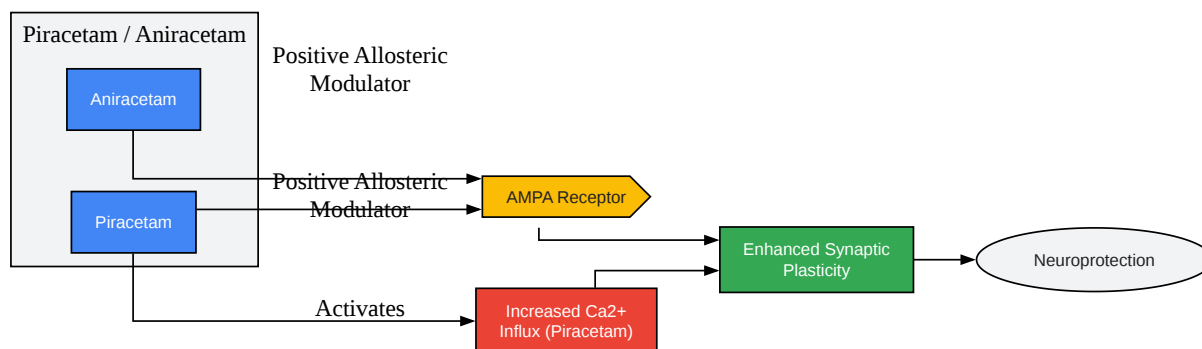 Piracetam / Aniracetam
Positive Allosteric
Modulator
Aniracetam
Positive Allosteric
Modulator
AMPA Receptor
Piracetam
Enhanced Synaptic
Plasticity
Neuroprotection
Activates
Increased Ca2+
Influx (Piracetam)